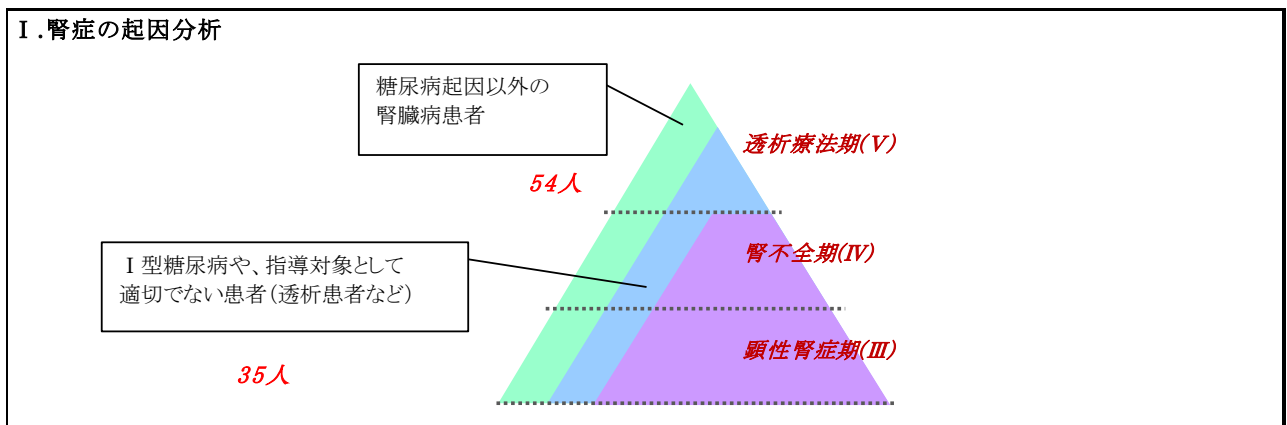 Ⅰ.腎症の起因分析
糖尿病起因以外の
腎臓病患者
透析療法期(Ⅴ)
54人
腎不全期(Ⅳ)
Ⅰ型糖尿病や、指導対象として
適切でない患者(透析患者など)
顕性腎症期(Ⅲ)
35人